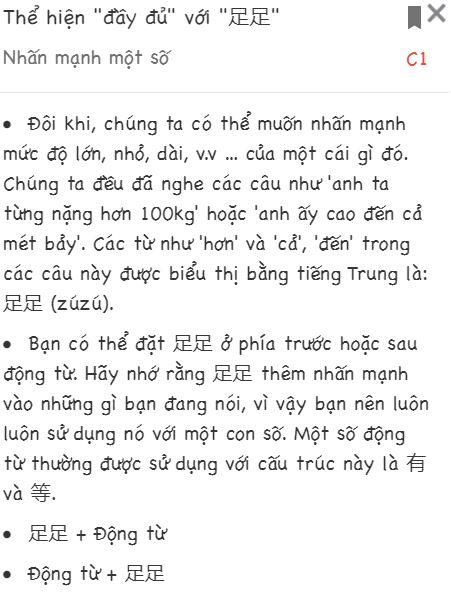 Thể hiện "đầy đủ" với "足足"
Nhấn mạnh một số
C1
• Đôi khi, chúng ta có thể muốn nhấn mạnh
mức độ lớn, nhỏ, dài, v.v ... của một cái gì đó.
Chúng ta đều đã nghe các câu như 'anh ta
từng nặng hơn 100kg' hoặc 'anh ấy cao đến cả
mét bảy'. Các từ như 'hơn' và 'cả', 'đến' trong
các câu này được biểu thị bằng tiếng Trung là:
足足 (zúzú).
• Bạn có thể đặt 足足 ở phía trước hoặc sau
động từ. Hãy nhớ rằng 足足 thêm nhấn mạnh
vào những gì bạn đang nói, vì vậy bạn nên luôn
luôn sử dụng nó với một con số. Một số động
từ thường được sử dụng với cấu trúc này là 有
và 等.
• 足足 + Động từ
• Động từ + 足足